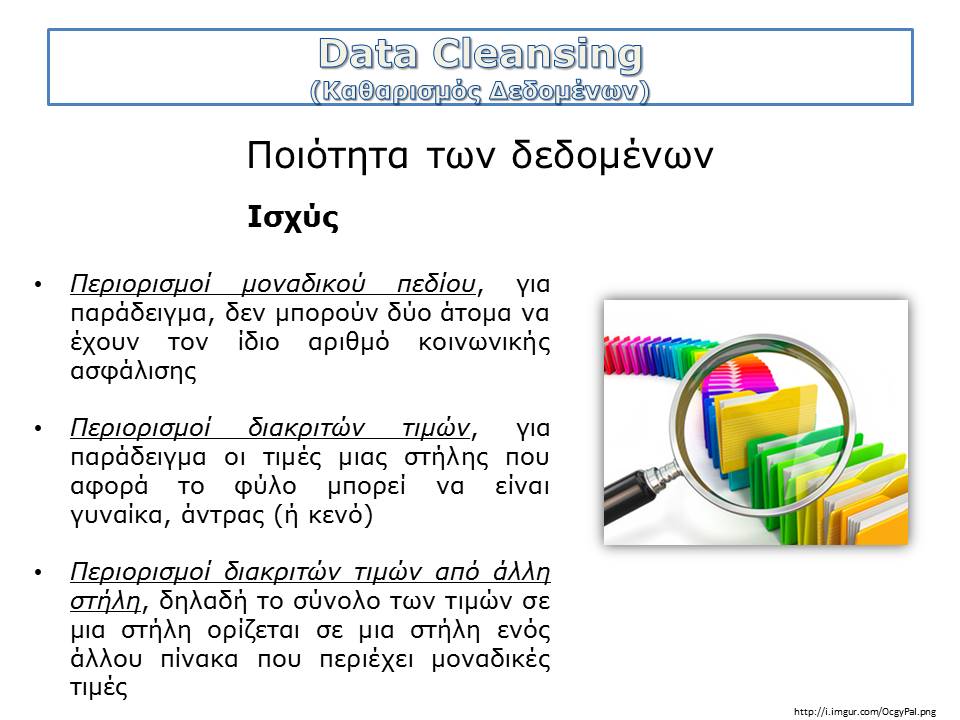 Data Cleansing
(Καθαρισμός Δεδομένων)
Ποιότητα των δεδομένων
Ισχύς
• Περιορισμοί μοναδικού πεδίου, για
παράδειγμα, δεν μπορούν δύο άτομα να
έχουν τον ίδιο αριθμό κοινωνικής
ασφάλισης
• Περιορισμοί διακριτών τιμών, για
παράδειγμα οι τιμές μιας στήλης που
αφορά το φύλο μπορεί να είναι
γυναίκα, άντρας (ή κενό)
• Περιορισμοί διακριτών τιμών από άλλη
στήλη, δηλαδή το σύνολο των τιμών σε
μια στήλη ορίζεται σε μια στήλη ενός
άλλου πίνακα που περιέχει μοναδικές
τιμές
http://i.imgur.com/OcgyPal.png